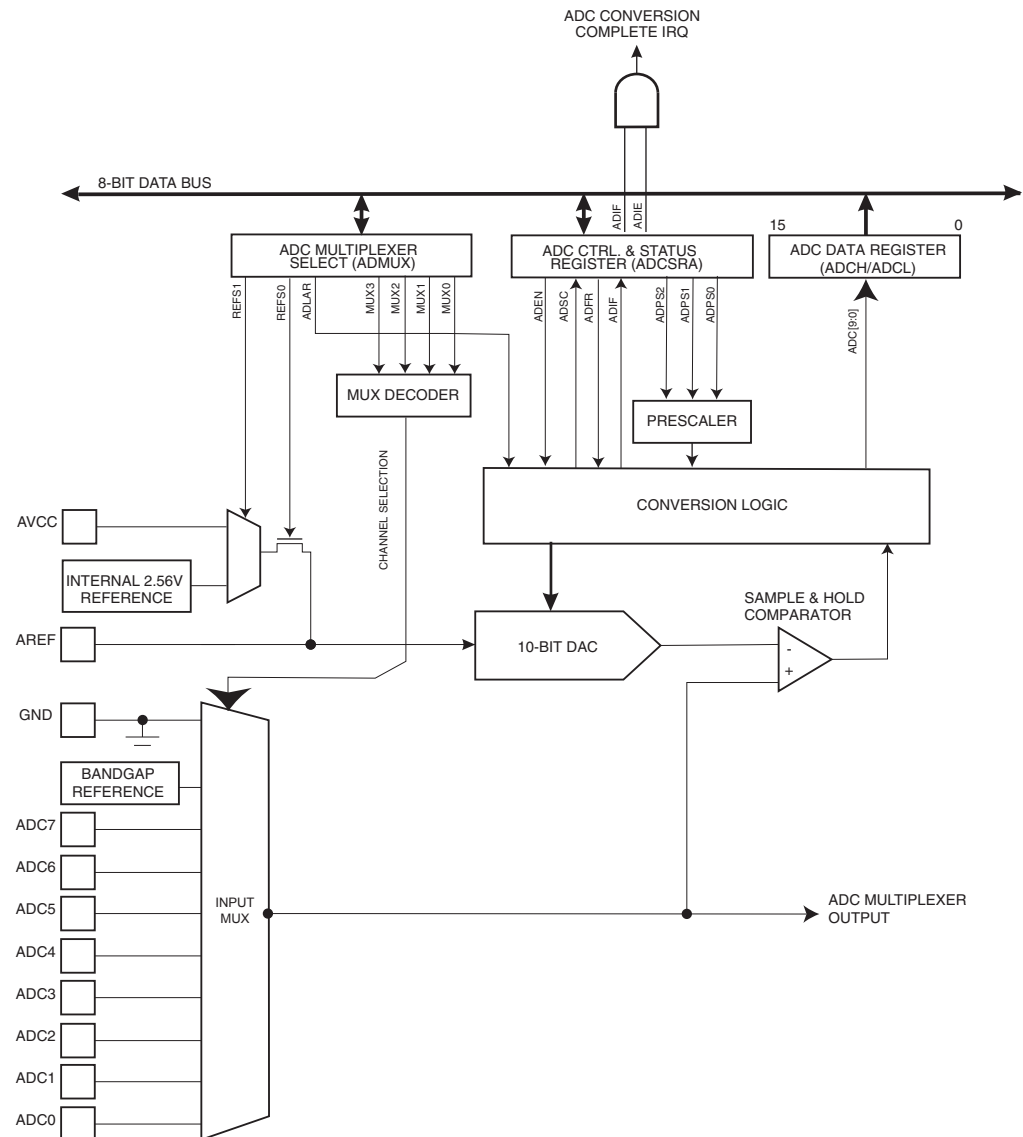 ADC CONVERSION
COMPLETE IRQ
8-BIT DATA BUS
ADIF
ADIE
15
0
ADC MULTIPLEXER
SELECT (ADMUX)
ADC CTRL. & STATUS
REGISTER (ADCSRA)
ADC DATA REGISTER
(ADCH/ADCL)
REFS1
REFS0
ADLAR
MUX3
MUX2
MUX1
MUX0
ADEN
ADSC
ADFR
ADIF
ADPS2
ADPS1
ADPS0
ADC[9:0]
MUX DECODER
PRESCALER
CHANNEL SELECTION
CONVERSION LOGIC
AVCC
INTERNAL 2.56V
REFERENCE
SAMPLE & HOLD
COMPARATOR
AREF
10-BIT DAC
-
+
GND
BANDGAP
REFERENCE
ADC7
ADC6
ADC5
INPUT
MUX
ADC MULTIPLEXER
OUTPUT
ADC4
ADC3
ADC2
ADC1
ADC0